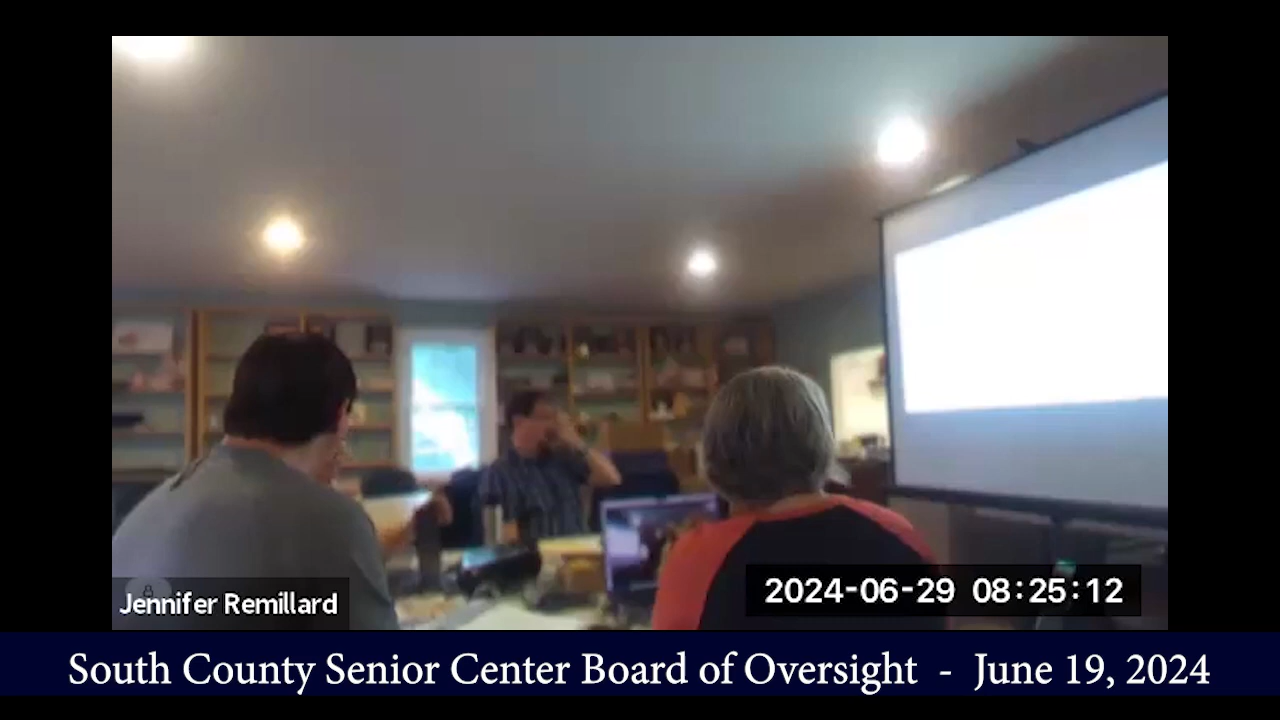 Jennifer Remillard
2024-06-29 08:25:12
South County Senior Center Board of Oversight - June 19, 2024